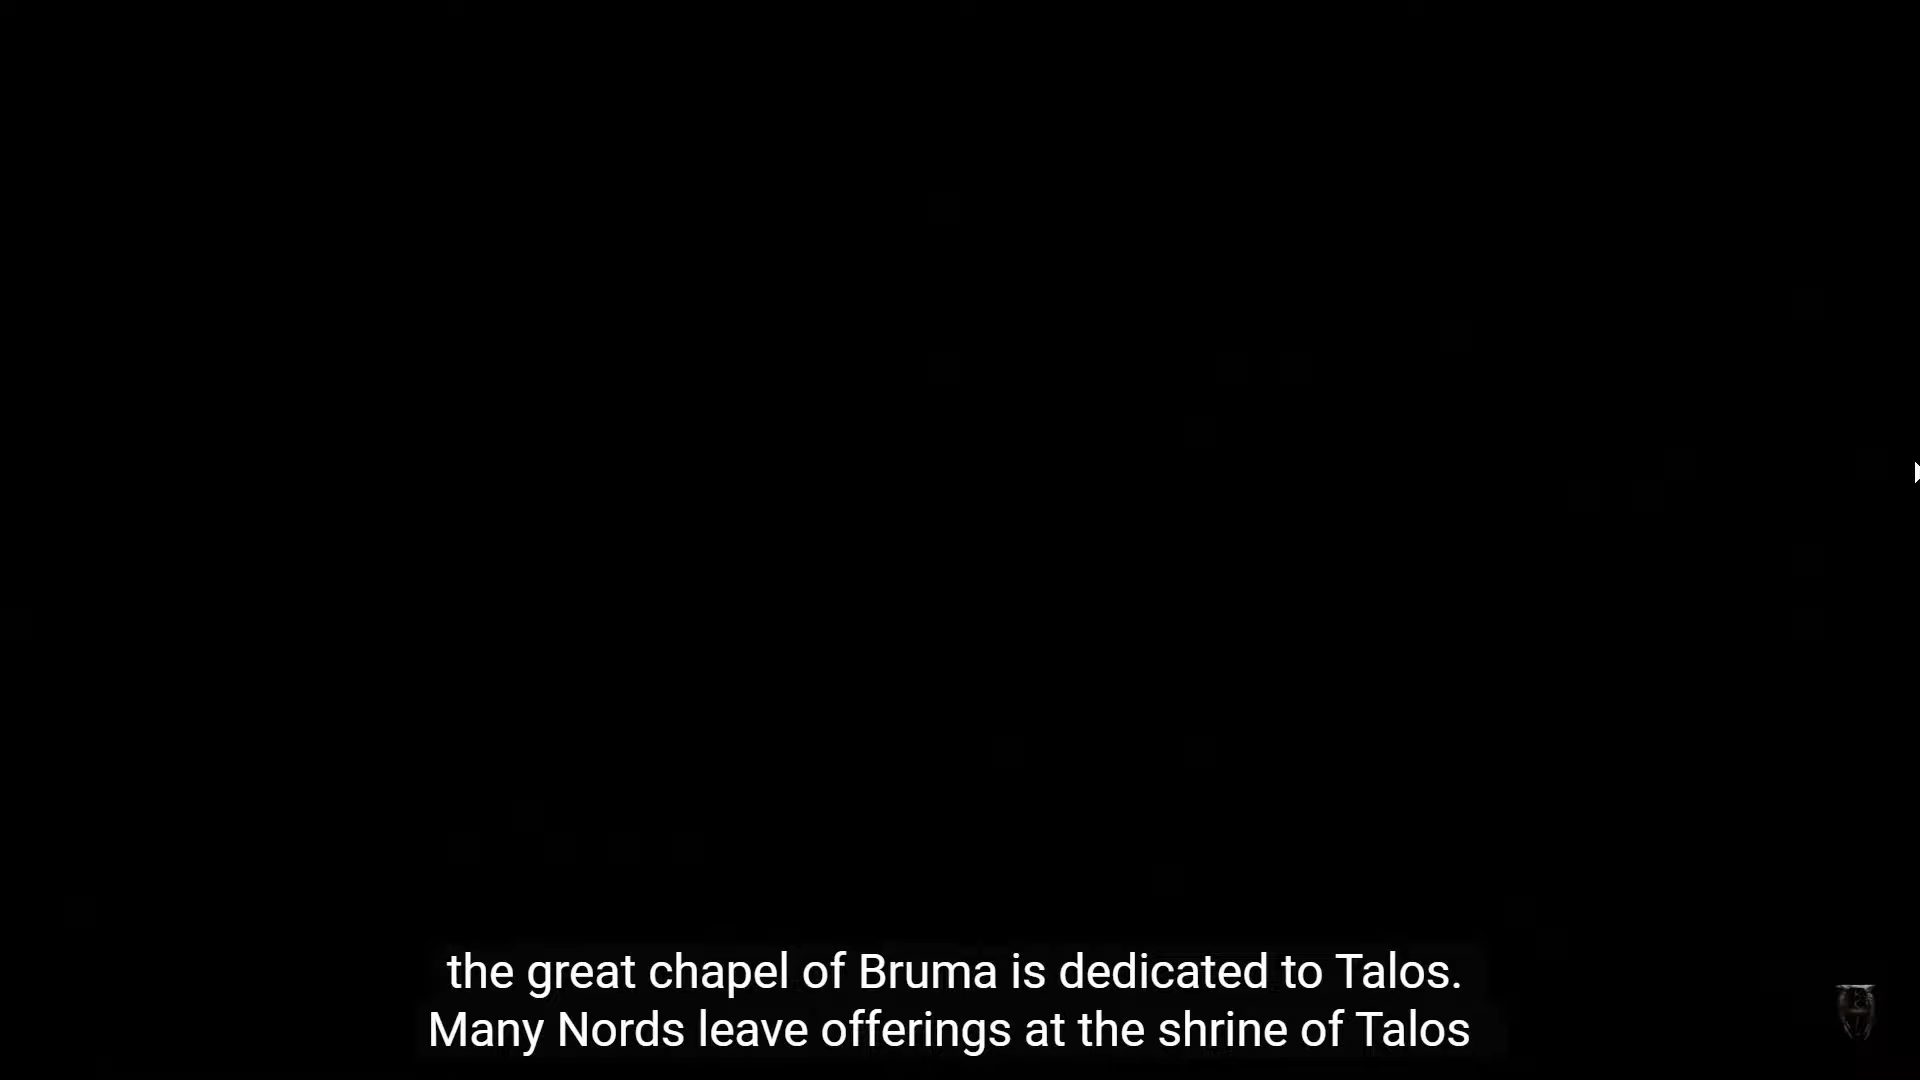 the great chapel of Bruma is dedicated to Talos.
Many Nords leave offerings at the shrine of Talos